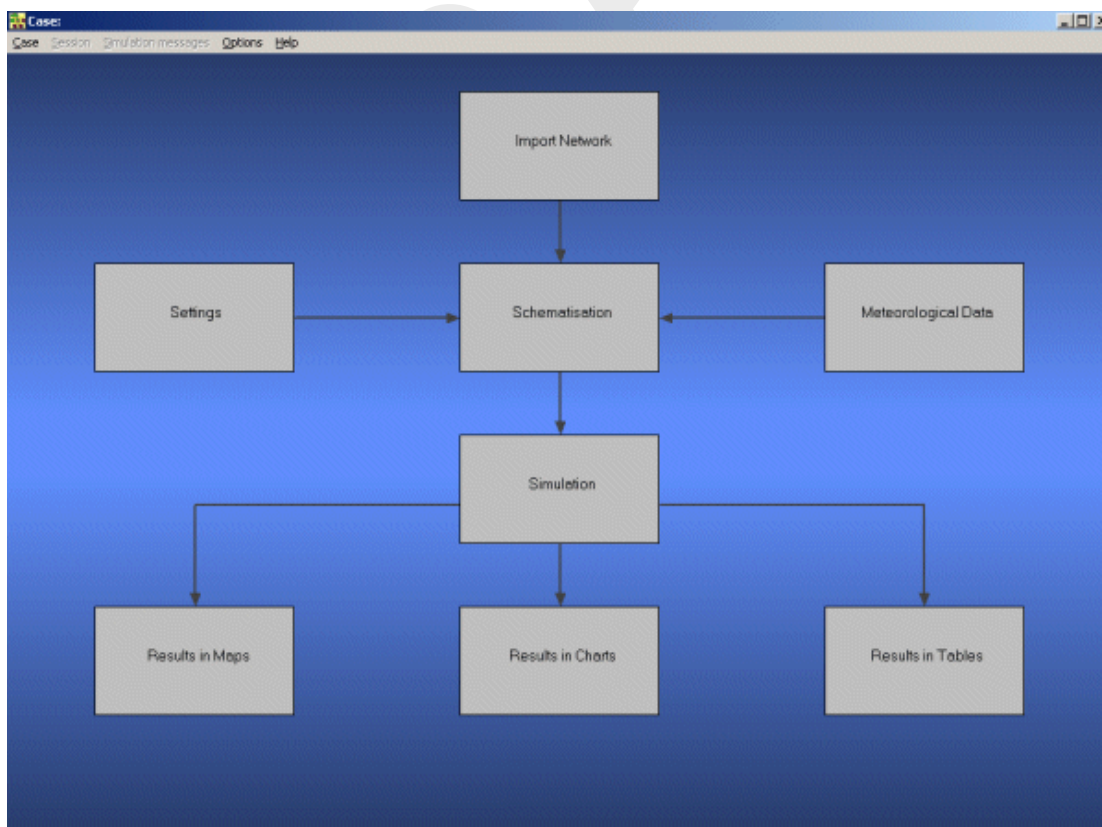 Case:
Case Session Simulation messages Options Help
Import Network
Settings
Schematisation
Meteorological Data
Simulation
Results in Maps
Results in Charts
Results in Tables